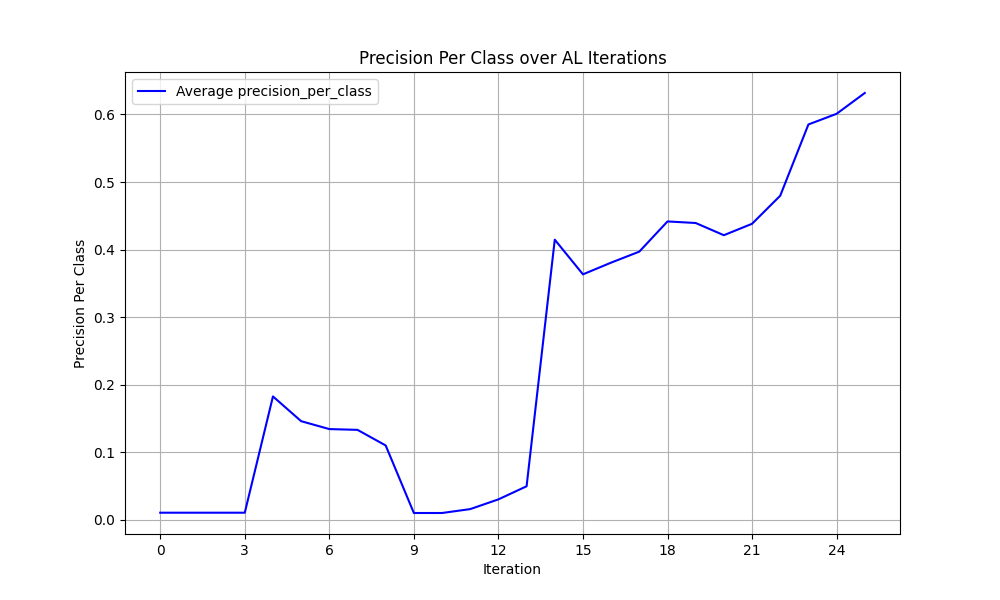 Precision Per Class over AL Iterations
Average precision_per_class
Precision Per Class
0.6
0.5
0.4
0.3
0.2
0.1
0.0
0 3 6 9 12 15 18 21 24
Iteration